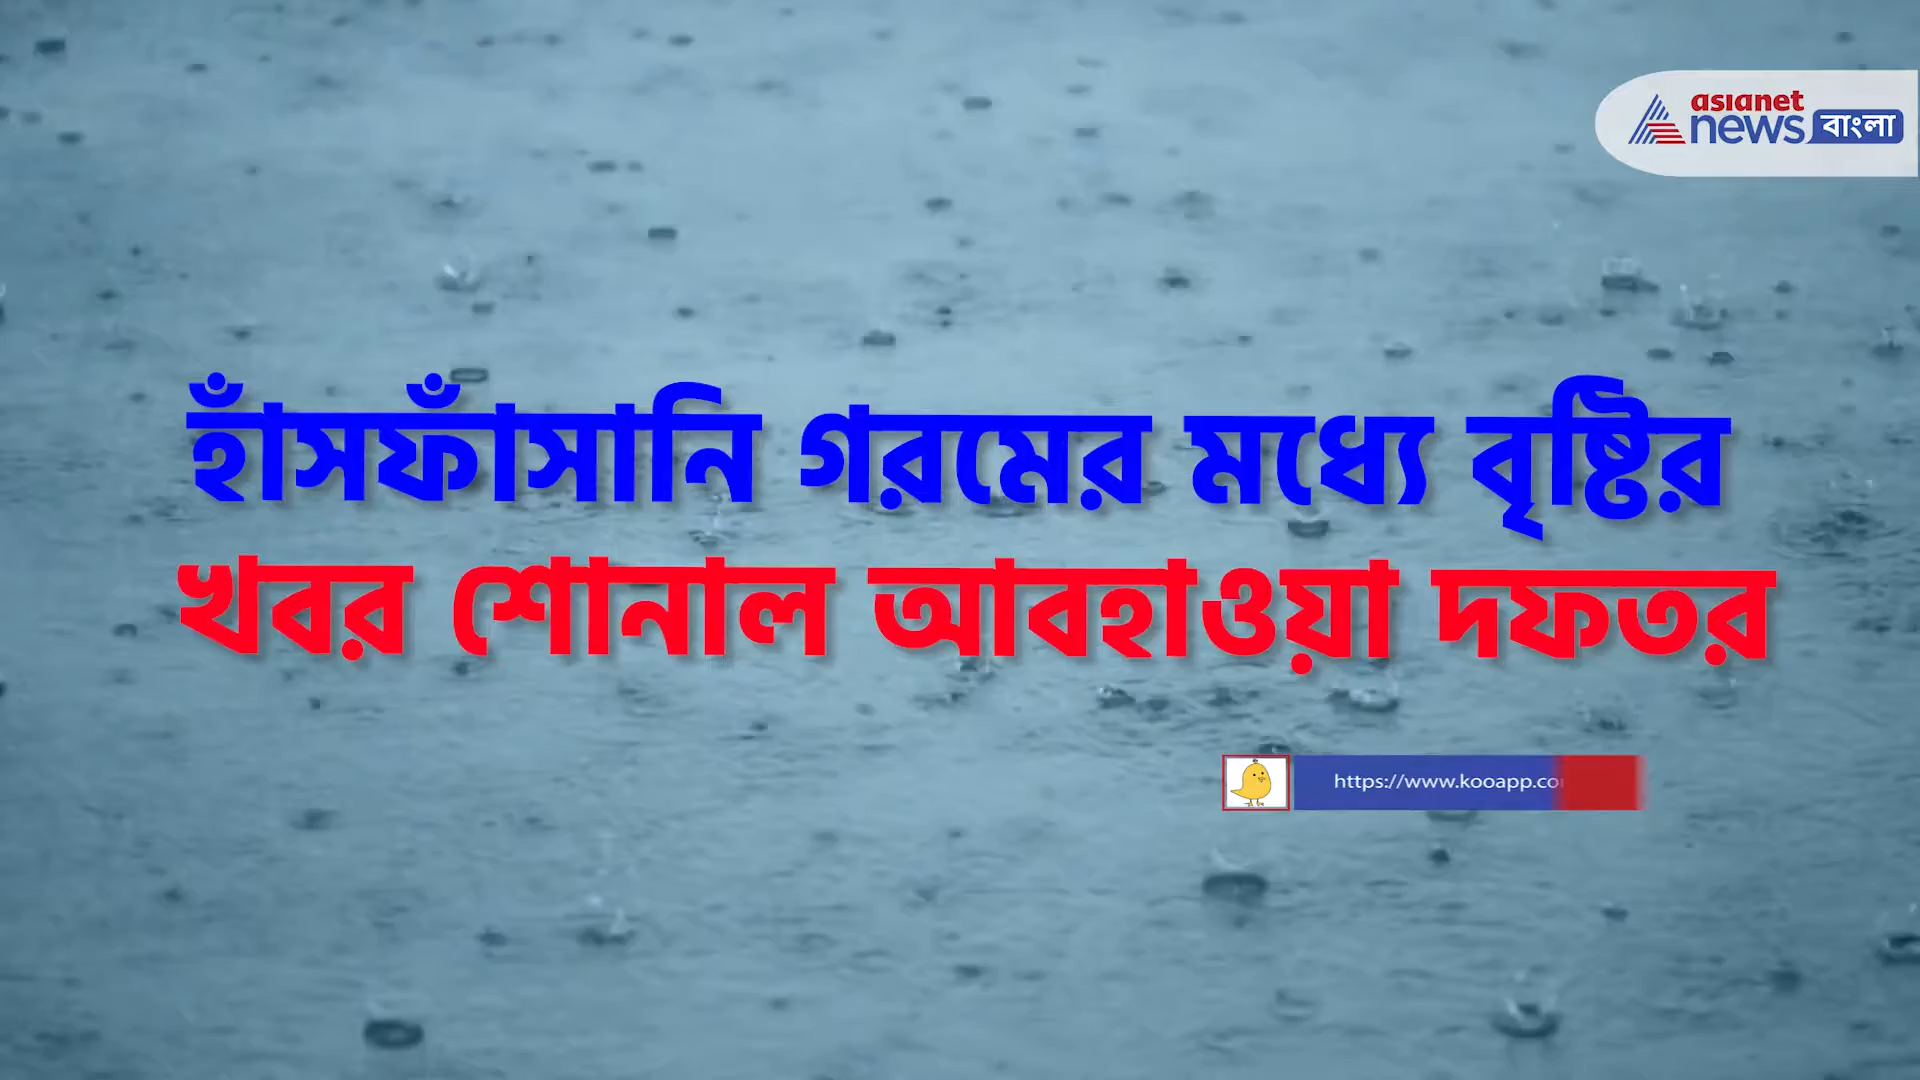 asianet
news বাংলা
হাঁসফাঁসানি গরমের মধ্যে বৃষ্টির
খবর শোনাল আবহাওয়া দফতর
https://www.kooapp.co